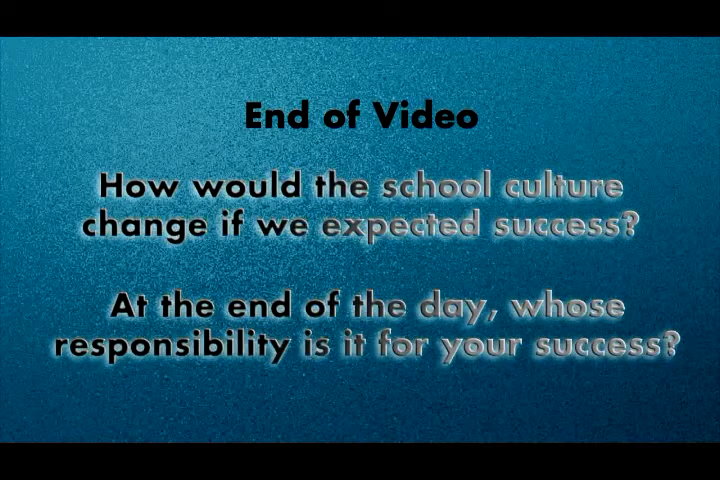 End of Video
How would the school culture
change if we expected success?
At the end of the day, whose
responsibility is it for your success?